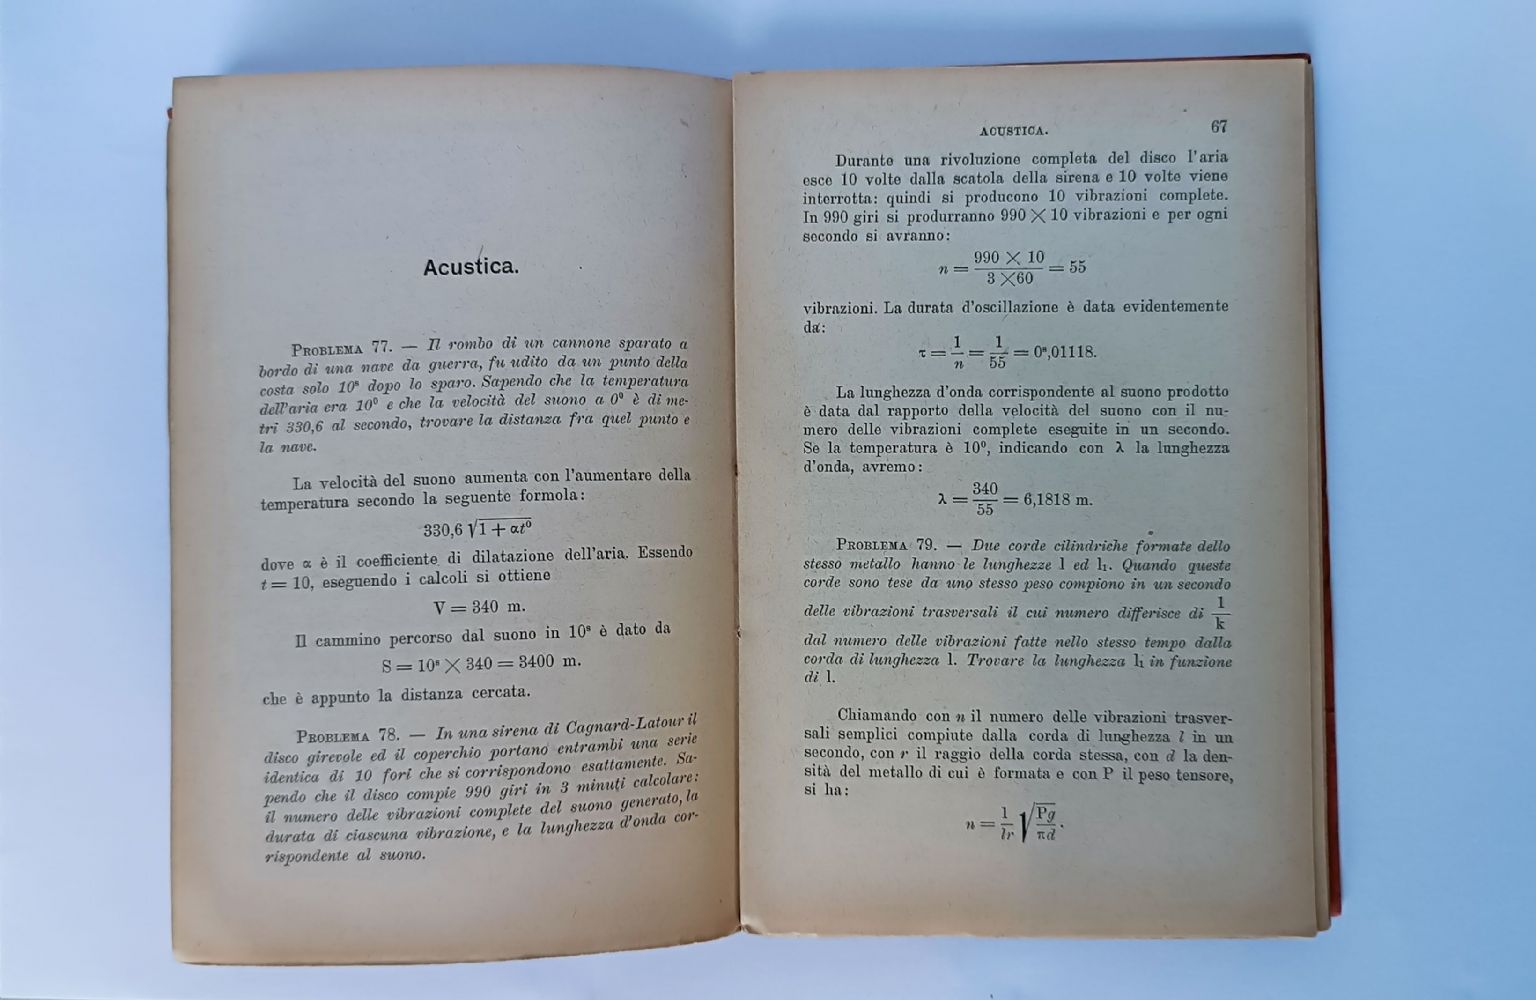 Acustica.
PROBLEMA 77. — Il rombo di un cannone sparato a
bordo di una nave da guerra, fu udito da un punto della
costa solo 10ˢ dopo lo sparo. Sapendo che la temperatura
dell'aria era 10⁰ e che la velocità del suono a 0⁰ è di me-
tri 330,6 al secondo, trovare la distanza fra quel punto e
la nave.
La velocità del suono aumenta con l'aumentare della
temperatura secondo la seguente formola:
330,6 √(1 + αt⁰)
dove α è il coefficiente di dilatazione dell'aria. Essendo
t = 10, eseguendo i calcoli si ottiene
V = 340 m.
Il cammino percorso dal suono in 10ˢ è dato da
S = 10ˢ × 340 = 3400 m.
che è appunto la distanza cercata.
PROBLEMA 78. — In una sirena di Cagnard-Latour il
disco girevole ed il coperchio portano entrambi una serie
identica di 10 fori che si corrispondono esattamente. Sa-
pendo che il disco compie 990 giri in 3 minuti calcolare:
il numero delle vibrazioni complete del suono generato, la
durata di ciascuna vibrazione, e la lunghezza d'onda cor-
rispondente al suono.
ACUSTICA. 67
Durante una rivoluzione completa del disco l'aria
esce 10 volte dalla scatola della sirena e 10 volte viene
interrotta: quindi si producono 10 vibrazioni complete.
In 990 giri si produrranno 990 × 10 vibrazioni e per ogni
secondo si avranno:
n = (990 × 10)/(3 × 60) = 55
vibrazioni. La durata d'oscillazione è data evidentemente
da:
τ = 1/n = 1/55 = 0ˢ,01118.
La lunghezza d'onda corrispondente al suono prodotto
è data dal rapporto della velocità del suono con il nu-
mero delle vibrazioni complete eseguite in un secondo.
Se la temperatura è 10⁰, indicando con λ la lunghezza
d'onda, avremo:
λ = 340/55 = 6,1818 m.
PROBLEMA 79. — Due corde cilindriche formate dello
stesso metallo hanno le lunghezze l ed l₁. Quando queste
corde sono tese da uno stesso peso compiono in un secondo
delle vibrazioni trasversali il cui numero differisce di 1/k
dal numero delle vibrazioni fatte nello stesso tempo dalla
corda di lunghezza l. Trovare la lunghezza l₁ in funzione
di l.
Chiamando con n il numero delle vibrazioni trasver-
sali semplici compiute dalla corda di lunghezza l in un
secondo, con r il raggio della corda stessa, con d la den-
sità del metallo di cui è formata e con P il peso tensore,
si ha:
n = 1/lr √(Pg/πd).